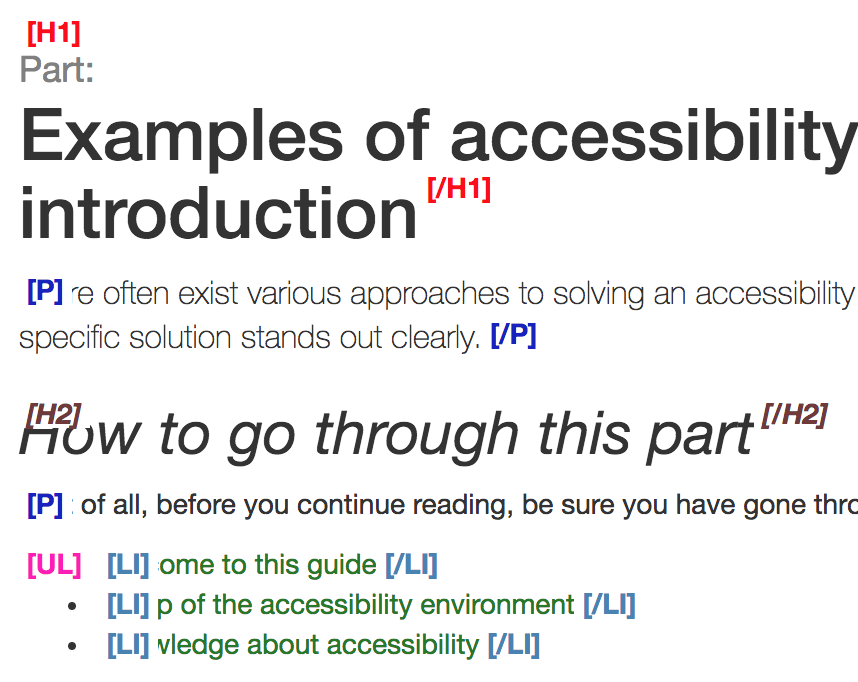 [H1]
Part:
Examples of accessibility
introduction [/H1]
[P] re often exist various approaches to solving an accessibility
specific solution stands out clearly. [/P]
[H2] How to go through this part [/H2]
[P] of all, before you continue reading, be sure you have gone thro
[UL] [LI] ome to this guide [/LI]
• [LI] p of the accessibility environment [/LI]
• [LI] wledge about accessibility [/LI]